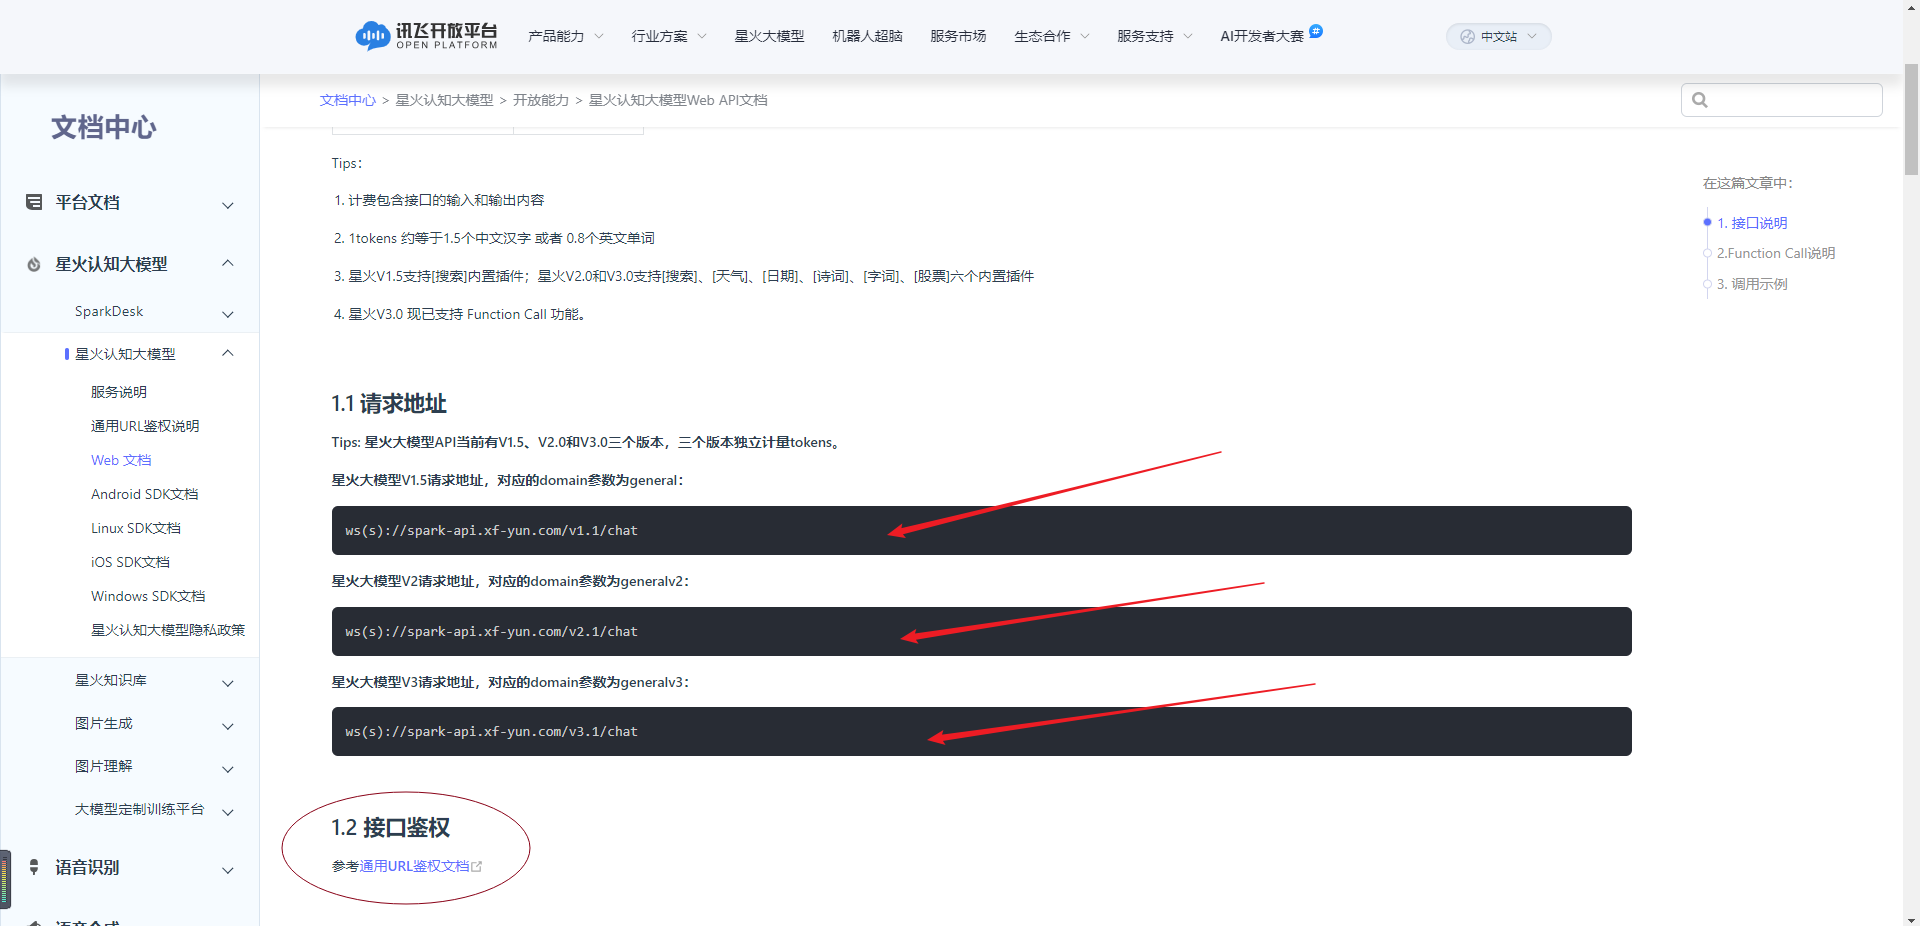 讯飞开放平台
OPEN PLATFORM
产品能力
行业方案
星火大模型
机器人超脑
服务市场
生态合作
服务支持
AI开发者大赛
#
中文站
文档中心 > 星火认知大模型 > 开放能力 > 星火认知大模型Web API文档
文档中心
平台文档
星火认知大模型
SparkDesk
星火认知大模型
服务说明
通用URL鉴权说明
Web 文档
Android SDK文档
Linux SDK文档
iOS SDK文档
Windows SDK文档
星火认知大模型隐私政策
星火知识库
图片生成
图片理解
大模型定制训练平台
语音识别
语音合成
Tips：
1. 计费包含接口的输入和输出内容
2. 1tokens 约等于1.5个中文汉字 或者 0.8个英文单词
3. 星火V1.5支持[搜索]内置插件；星火V2.0和V3.0支持[搜索]、[天气]、[日期]、[诗词]、[字词]、[股票]六个内置插件
4. 星火V3.0 现已支持 Function Call 功能。
1.1 请求地址
Tips: 星火大模型API当前有V1.5、V2.0和V3.0三个版本，三个版本独立计量tokens。
星火大模型V1.5请求地址，对应的domain参数为general：
ws(s)://spark-api.xf-yun.com/v1.1/chat
星火大模型V2请求地址，对应的domain参数为generalv2：
ws(s)://spark-api.xf-yun.com/v2.1/chat
星火大模型V3请求地址，对应的domain参数为generalv3：
ws(s)://spark-api.xf-yun.com/v3.1/chat
1.2 接口鉴权
参考通用URL鉴权文档
在这篇文章中：
1. 接口说明
2.Function Call说明
3. 调用示例